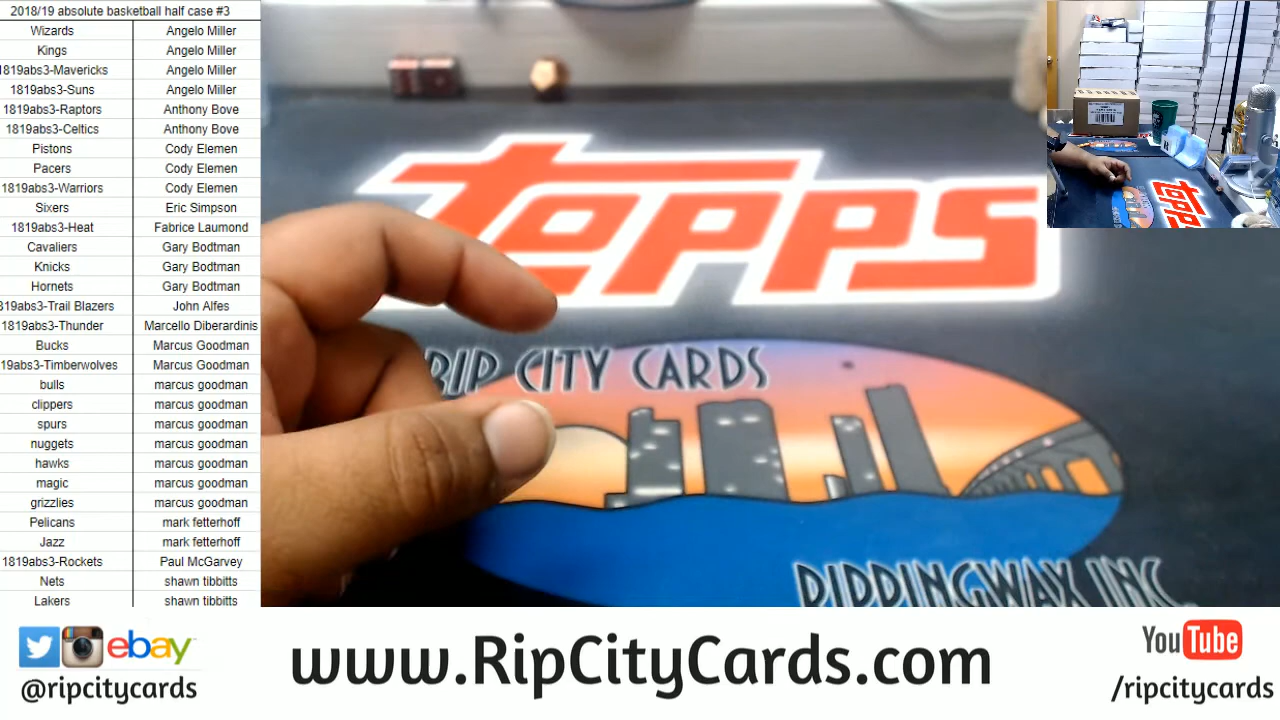 2018/19 absolute basketball half case #3
Wizards Angelo Miller
Kings Angelo Miller
1819abs3-Mavericks Angelo Miller
1819abs3-Suns Angelo Miller
1819abs3-Raptors Anthony Bove
1819abs3-Celtics Anthony Bove
Pistons Cody Elemen
Pacers Cody Elemen
1819abs3-Warriors Cody Elemen
Sixers Eric Simpson
1819abs3-Heat Fabrice Laumond
Cavaliers Gary Bodtman
Knicks Gary Bodtman
Hornets Gary Bodtman
819abs3-Trail Blazers John Alfes
1819abs3-Thunder Marcello Diberardinis
Bucks Marcus Goodman
19abs3-Timberwolves Marcus Goodman
bulls marcus goodman
clippers marcus goodman
spurs marcus goodman
nuggets marcus goodman
hawks marcus goodman
magic marcus goodman
grizzlies marcus goodman
Pelicans mark fetterhoff
Jazz mark fetterhoff
1819abs3-Rockets Paul McGarvey
Nets shawn tibbitts
Lakers shawn tibbitts
topps
RIP CITY CARDS
RIPPINGWAX INC.
topps
ebay
@ripcitycards
www.RipCityCards.com
YouTube
/ripcitycards